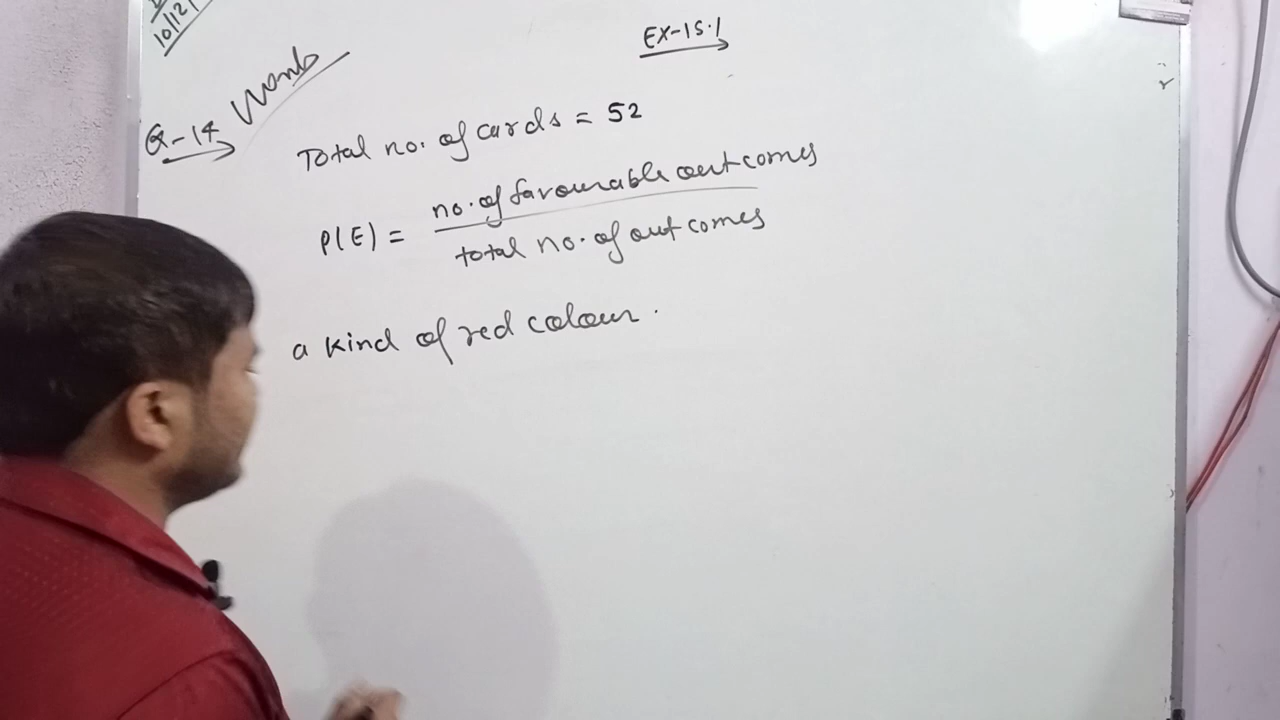 10/12/
EX-15.1
Q-14
Total no. of cards = 52
P(E) = no. of favourable outcomes
total no. of outcomes
a kind of red colour.